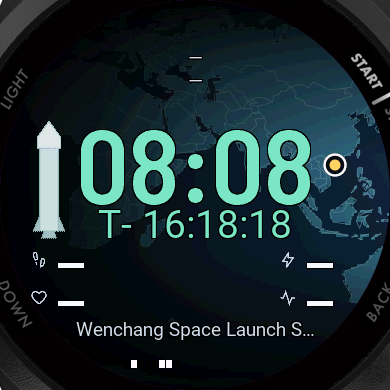 LIGHT
START
08:08
T- 16:18:18
DOWN
BACK
Wenchang Space Launch S...